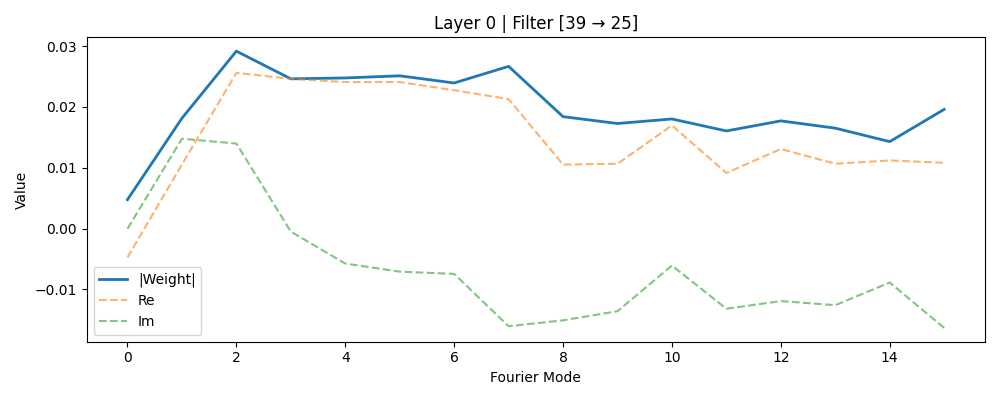 Layer 0 | Filter [39 → 25]
Value
0.03
0.02
0.01
0.00
−0.01
|Weight|
Re
Im
0 2 4 6 8 10 12 14
Fourier Mode